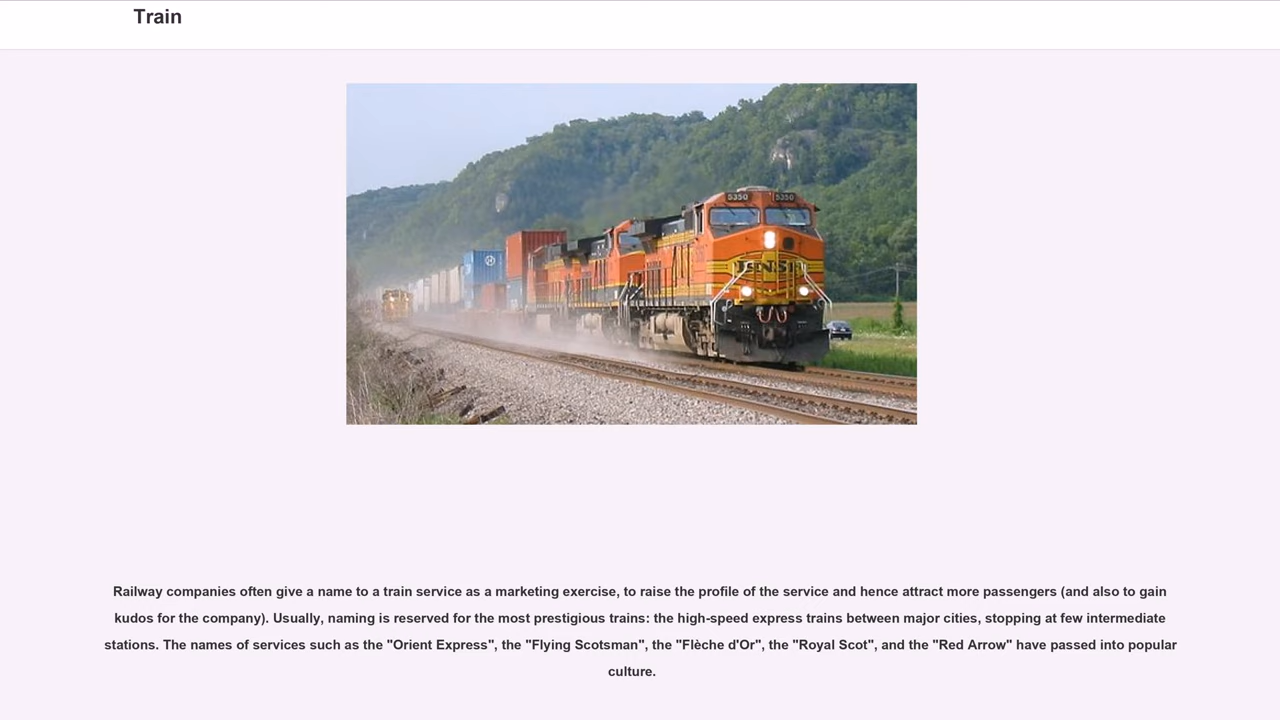 Train
5350 5350
BNSF
Railway companies often give a name to a train service as a marketing exercise, to raise the profile of the service and hence attract more passengers (and also to gain
kudos for the company). Usually, naming is reserved for the most prestigious trains: the high-speed express trains between major cities, stopping at few intermediate
stations. The names of services such as the "Orient Express", the "Flying Scotsman", the "Flèche d'Or", the "Royal Scot", and the "Red Arrow" have passed into popular
culture.